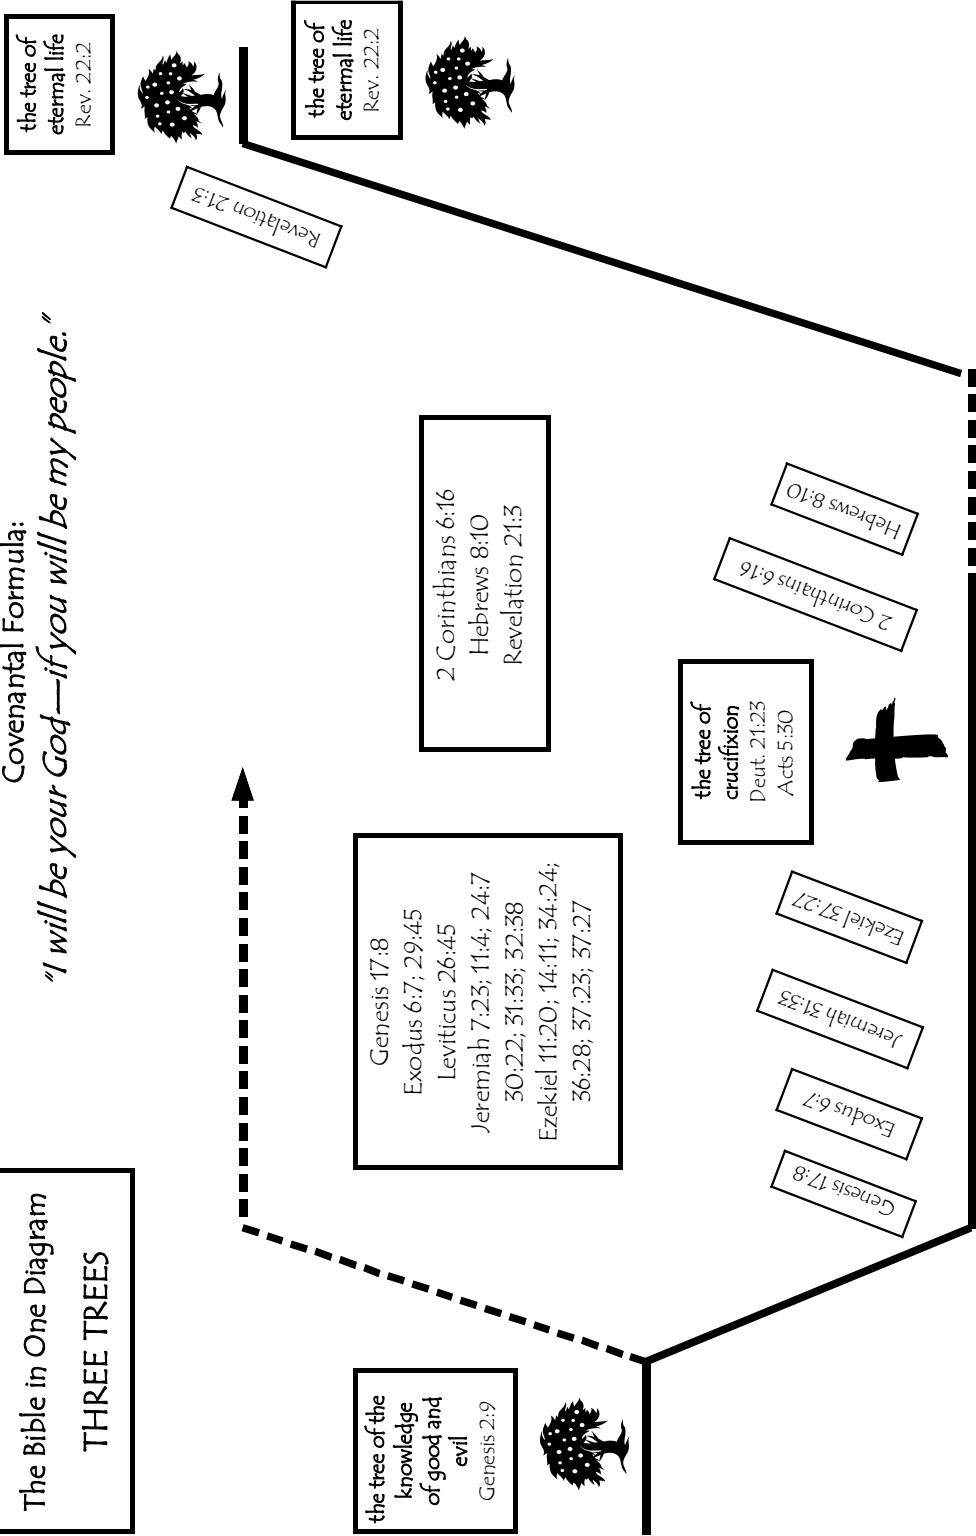 The Bible in One Diagram
THREE TREES
Covenantal Formula:
"I will be your God—if you will be my people."
the tree of
etermal life
Rev. 22:2
the tree of
etermal life
Rev. 22:2
Revelation 21:3
the tree of the
knowledge
of good and
evil
Genesis 2:9
Genesis 17:8
Exodus 6:7; 29:45
Leviticus 26:45
Jeremiah 7:23; 11:4; 24:7
30:22; 31:33; 32:38
Ezekiel 11:20; 14:11; 34:24;
36:28; 37:23; 37:27
2 Corinthians 6:16
Hebrews 8:10
Revelation 21:3
the tree of
crucifixion
Deut. 21:23
Acts 5:30
Genesis 17:8
Exodus 6:7
Jeremiah 31:33
Ezekiel 37:27
2 Corinthains 6:16
Hebrews 8:10